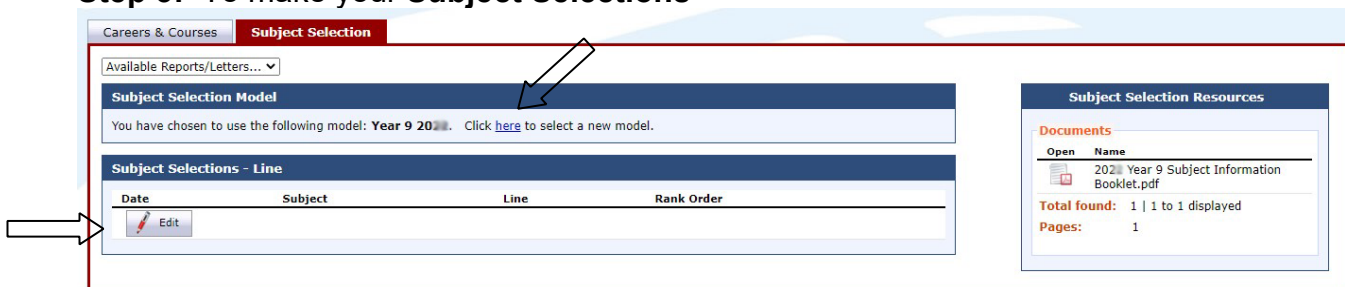 Step 3: To make your Subject Selections
Careers & Courses Subject Selection
Available Reports/Letters...
Subject Selection Model
You have chosen to use the following model: Year 9 202 . Click here to select a new model.
Subject Selections - Line
Date Subject Line Rank Order
Edit
Subject Selection Resources
Documents
Open Name
202 Year 9 Subject Information
Booklet.pdf
Total found: 1 | 1 to 1 displayed
Pages: 1